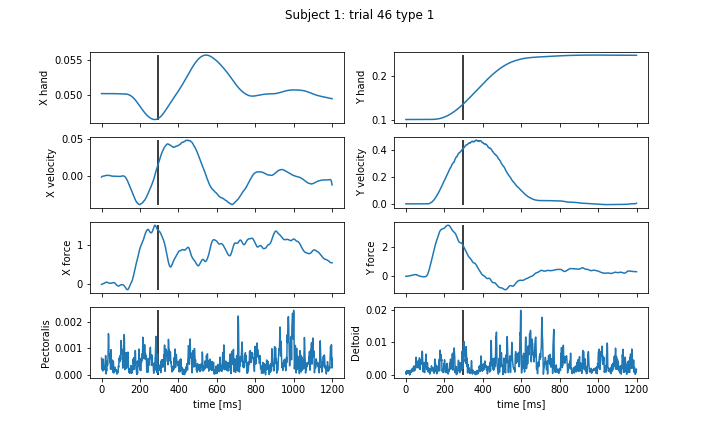 Subject 1: trial 46 type 1
X hand
0.055
0.050
Y hand
0.2
0.1
X velocity
0.05
0.00
Y velocity
0.4
0.2
0.0
X force
1
0
Y force
2
0
Pectoralis
0.002
0.001
0.000
0 200 400 600 800 1000 1200
time [ms]
Deltoid
0.02
0.01
0.00
0 200 400 600 800 1000 1200
time [ms]